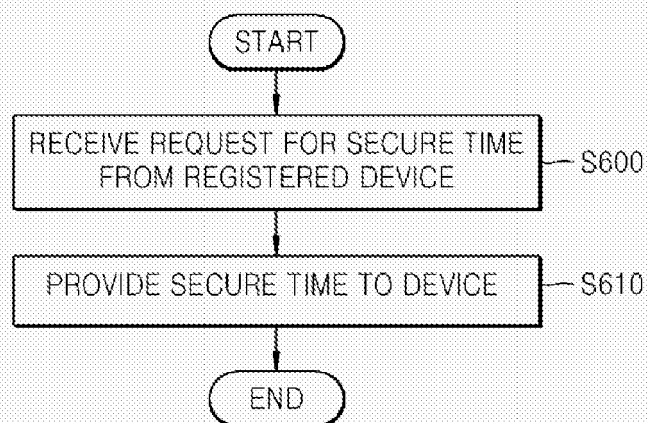 START
RECEIVE REQUEST FOR SECURE TIME
FROM REGISTERED DEVICE
S600
PROVIDE SECURE TIME TO DEVICE
S610
END